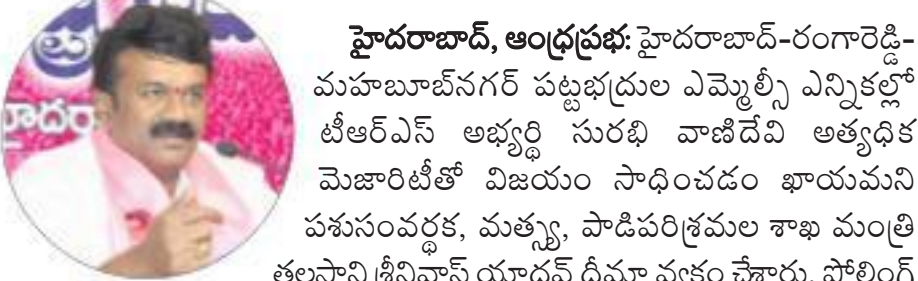 హైదరాబాద్, ఆంధ్రప్రభ: హైదరాబాద్-రంగారెడ్డి-
మహబూబ్‌నగర్ పట్టభద్రుల ఎమ్మెల్సీ ఎన్నికల్లో
టీఆర్ఎస్ అభ్యర్థి సురభి వాణిదేవి అత్యధిక
మెజారిటీతో విజయం సాధించడం ఖాయమని
పశుసంవర్థక, మత్స్య, పాడిపరిశ్రమల శాఖ మంత్రి
తలసాని శ్రీనివాస్ యాదవ్ ధీమా వ్యక్తం చేశారు. పోలింగ్